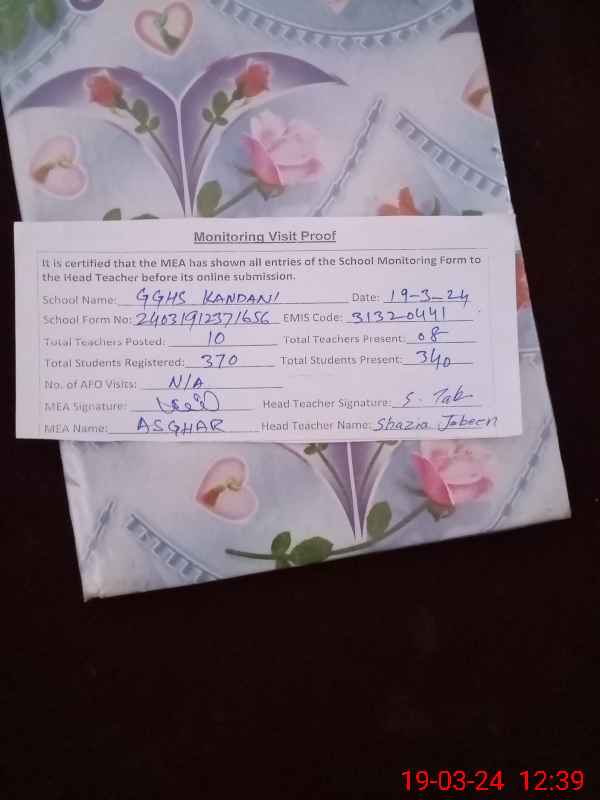 Monitoring Visit Proof
It is certified that the MEA has shown all entries of the School Monitoring Form to
the Head Teacher before its online submission.
School Name: GGHS KANDANI Date: 19-3-24
School Form No: 24031912371656 EMIS Code: 31320441
Total Teachers Posted: 10 Total Teachers Present: 08
Total Students Registered: 370 Total Students Present: 340
No. of AFO Visits: N/A
MEA Signature: Head Teacher Signature:
MEA Name: ASGHAR Head Teacher Name: Shazia Jabeen
19-03-24 12:39